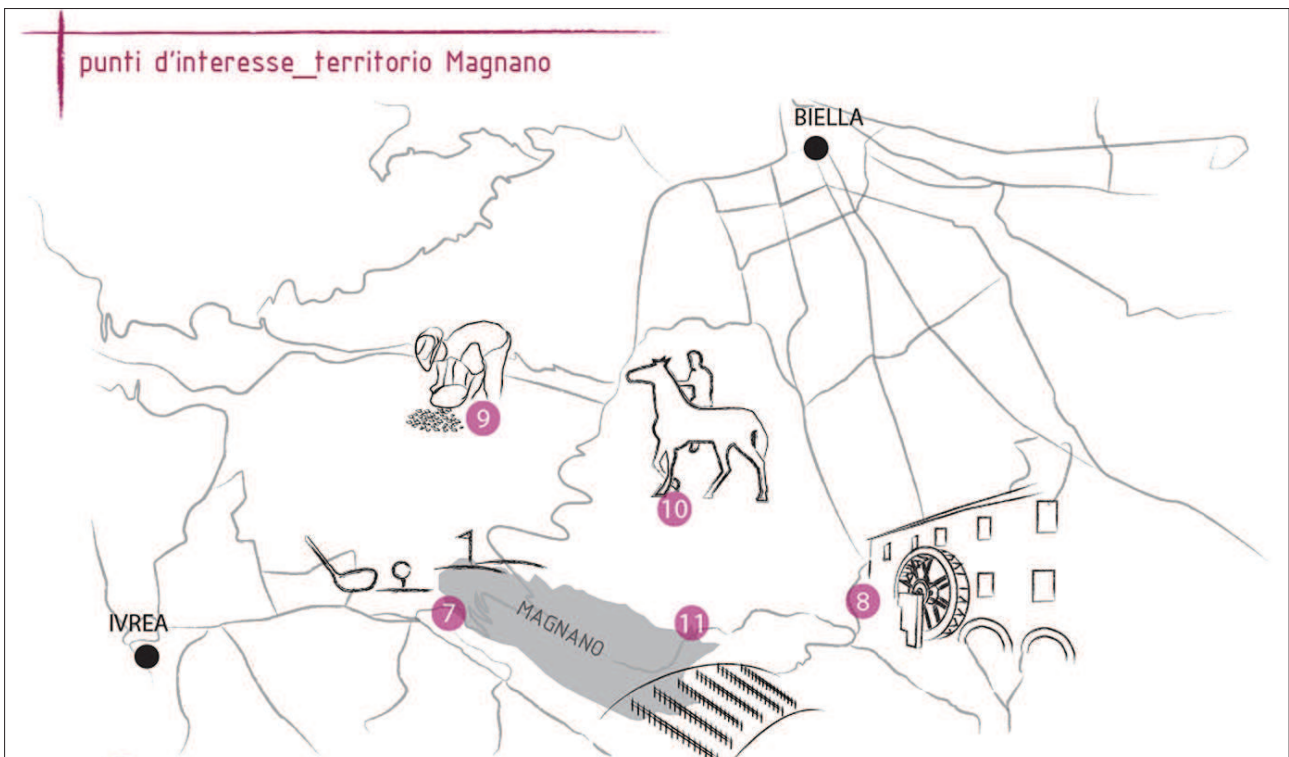 punti d'interesse_territorio Magnano
BIELLA
9
10
8
7
11
MAGNANO
IVREA